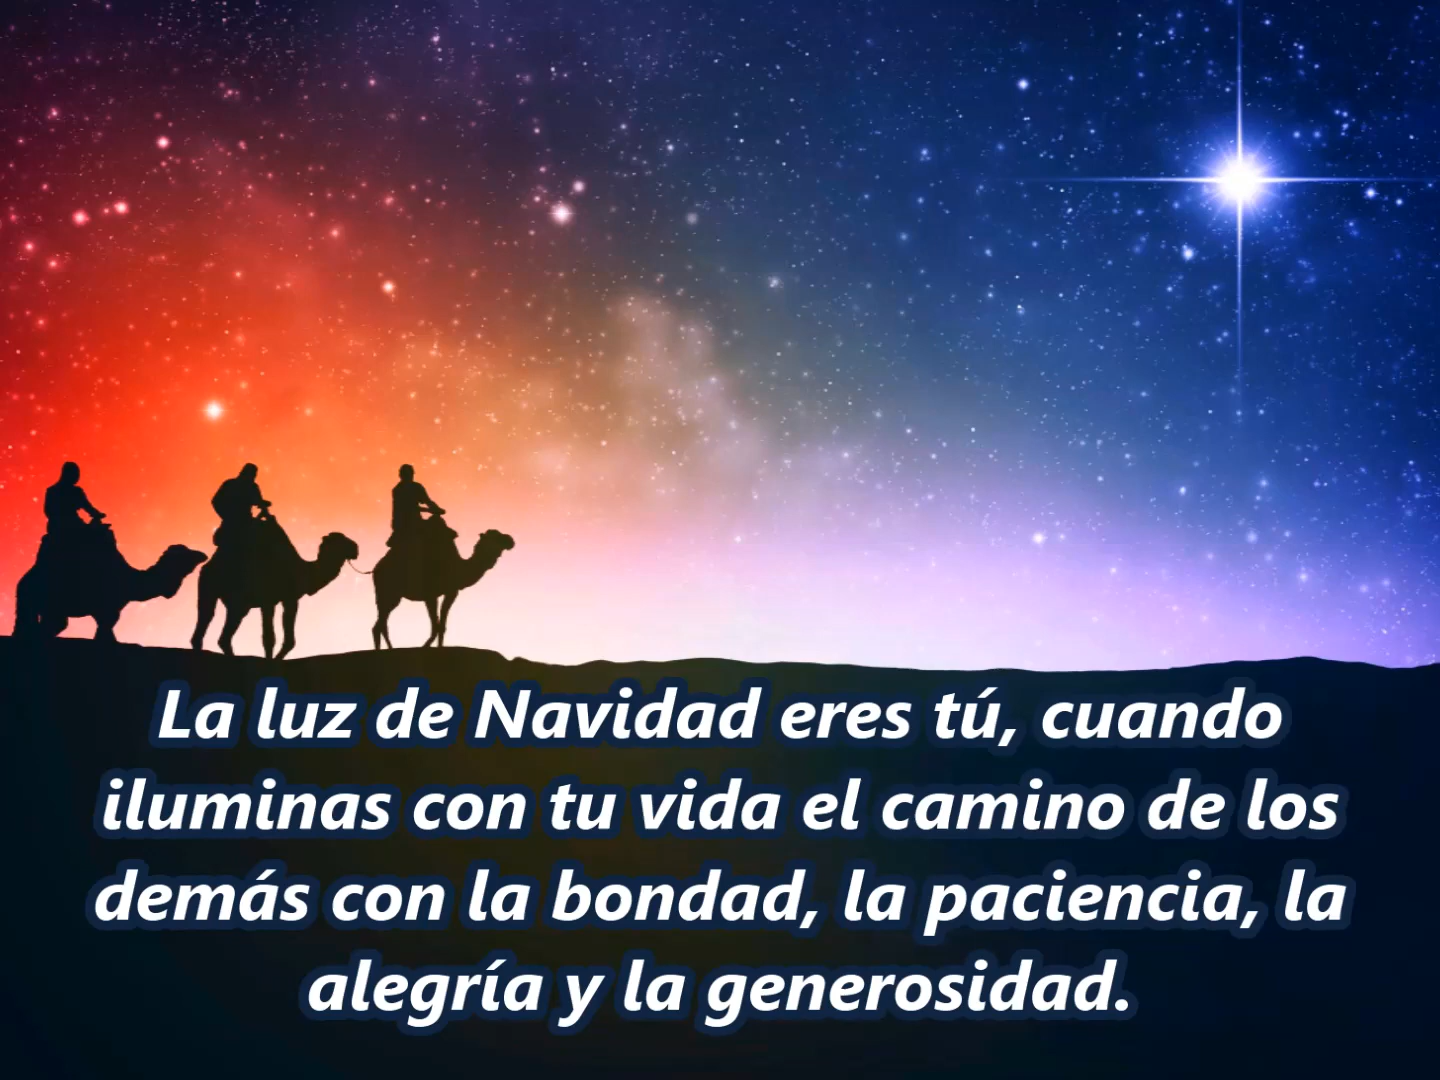 La luz de Navidad eres tú, cuando
iluminas con tu vida el camino de los
demás con la bondad, la paciencia, la
alegría y la generosidad.